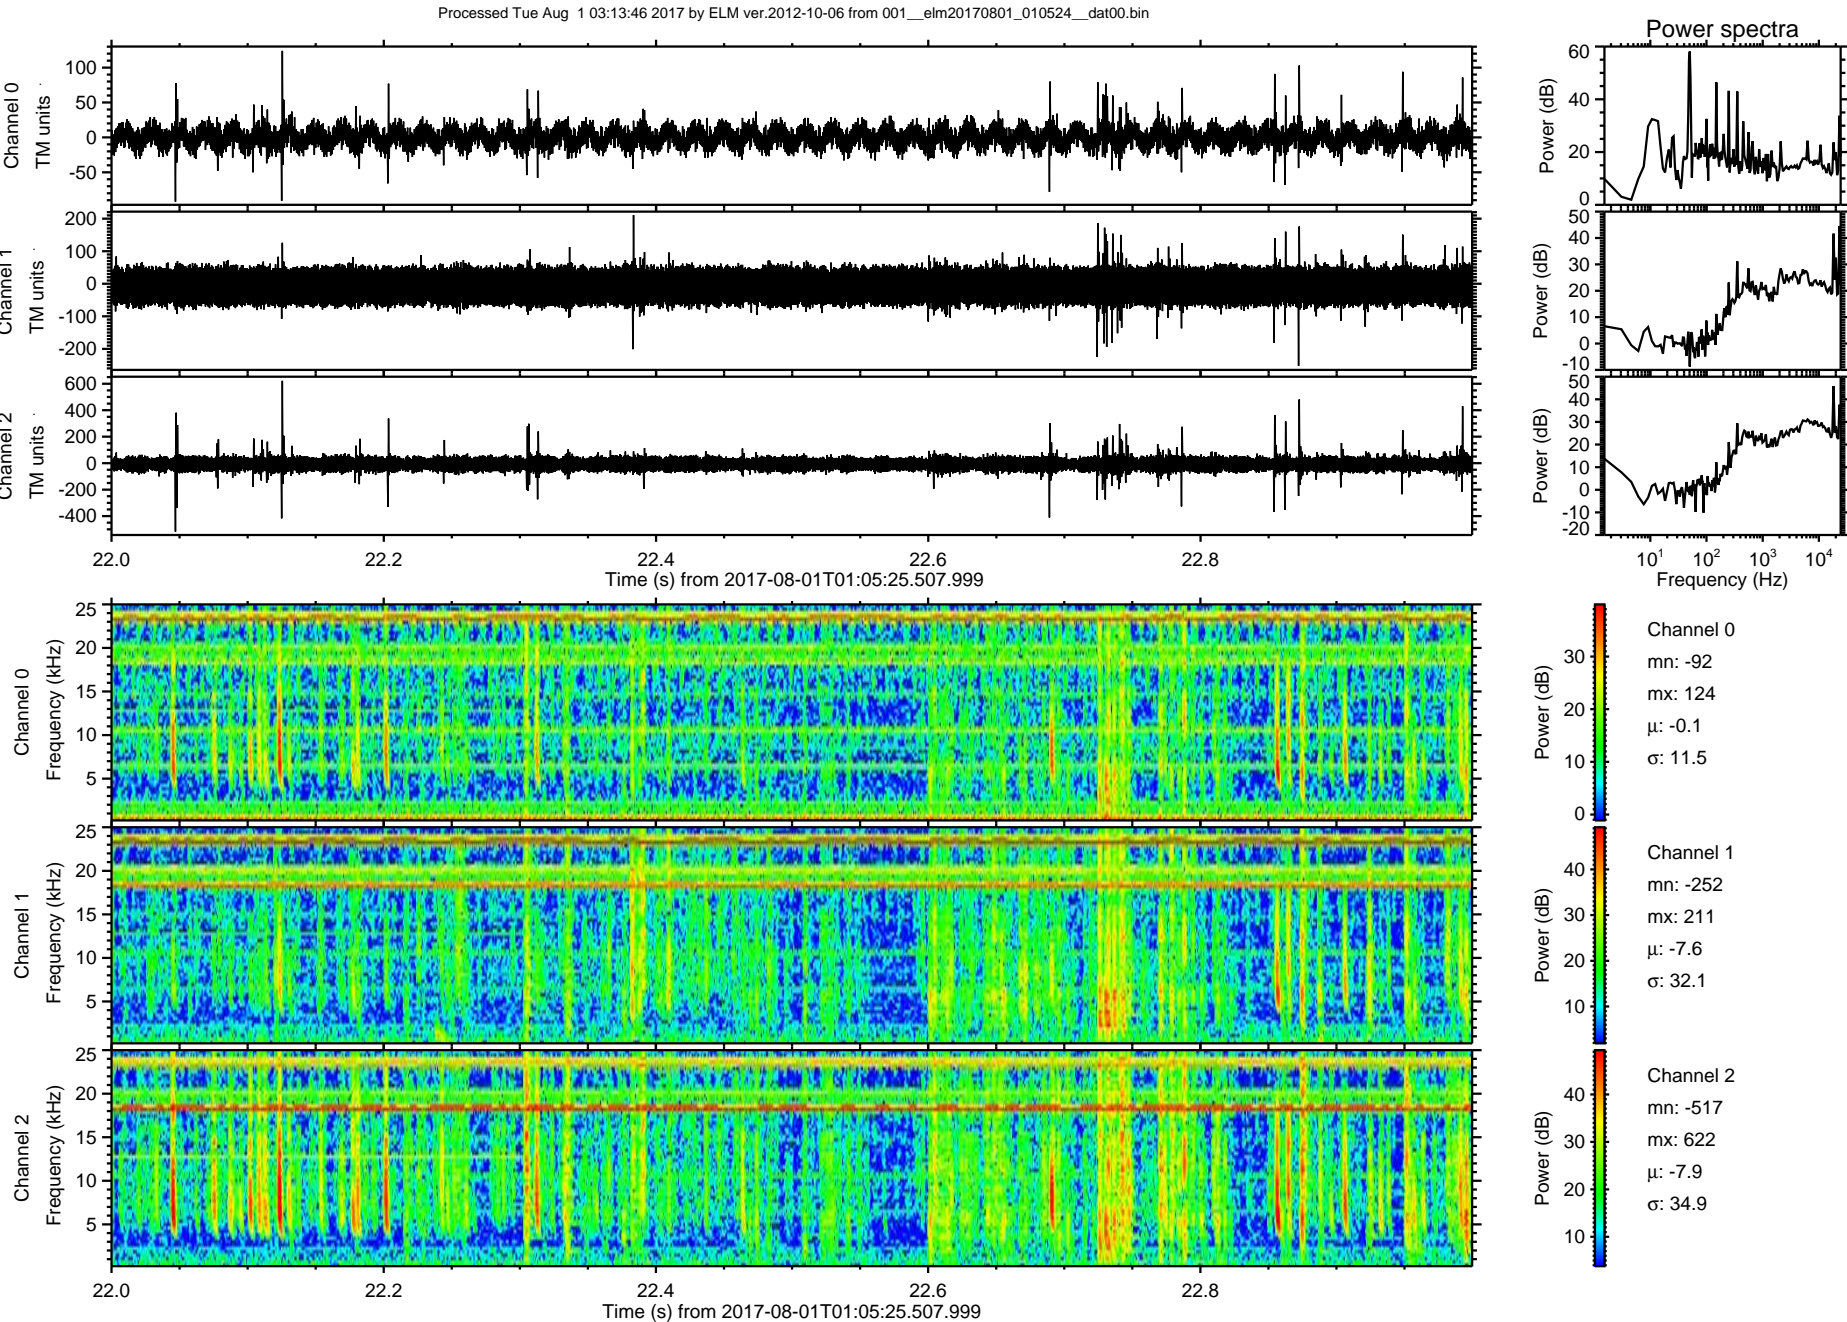 Processed Tue Aug 1 03:13:46 2017 by ELM ver.2012-10-06 from 001__elm20170801_010524__dat00.bin
Power spectra
Channel 0
TM units
100
50
0
-50
Power (dB)
60
40
20
0
Channel 1
TM units
200
100
0
-100
-200
Power (dB)
50
40
30
20
10
0
-10
Channel 2
TM units
600
400
200
0
-200
-400
Power (dB)
50
40
30
20
10
0
-10
-20
22.0 22.2 22.4 22.6 22.8
Time (s) from 2017-08-01T01:05:25.507.999
10¹ 10² 10³ 10⁴
Frequency (Hz)
Channel 0
Frequency (kHz)
25
20
15
10
5
Power (dB)
30
20
10
0
Channel 0
mn: -92
mx: 124
μ: -0.1
σ: 11.5
Channel 1
Frequency (kHz)
25
20
15
10
5
Power (dB)
40
30
20
10
Channel 1
mn: -252
mx: 211
μ: -7.6
σ: 32.1
Channel 2
Frequency (kHz)
25
20
15
10
5
Power (dB)
40
30
20
10
Channel 2
mn: -517
mx: 622
μ: -7.9
σ: 34.9
22.0 22.2 22.4 22.6 22.8
Time (s) from 2017-08-01T01:05:25.507.999